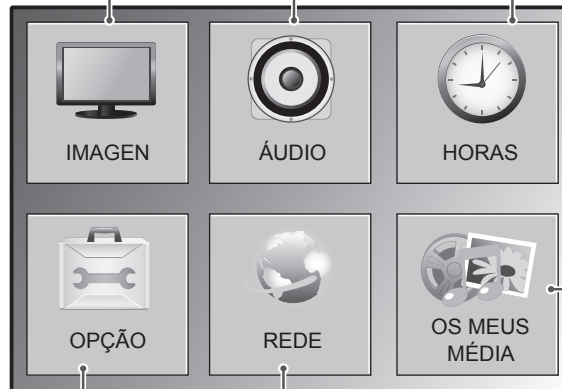 IMAGEN
ÁUDIO
HORAS
OPÇÃO
REDE
OS MEUS
MÉDIA